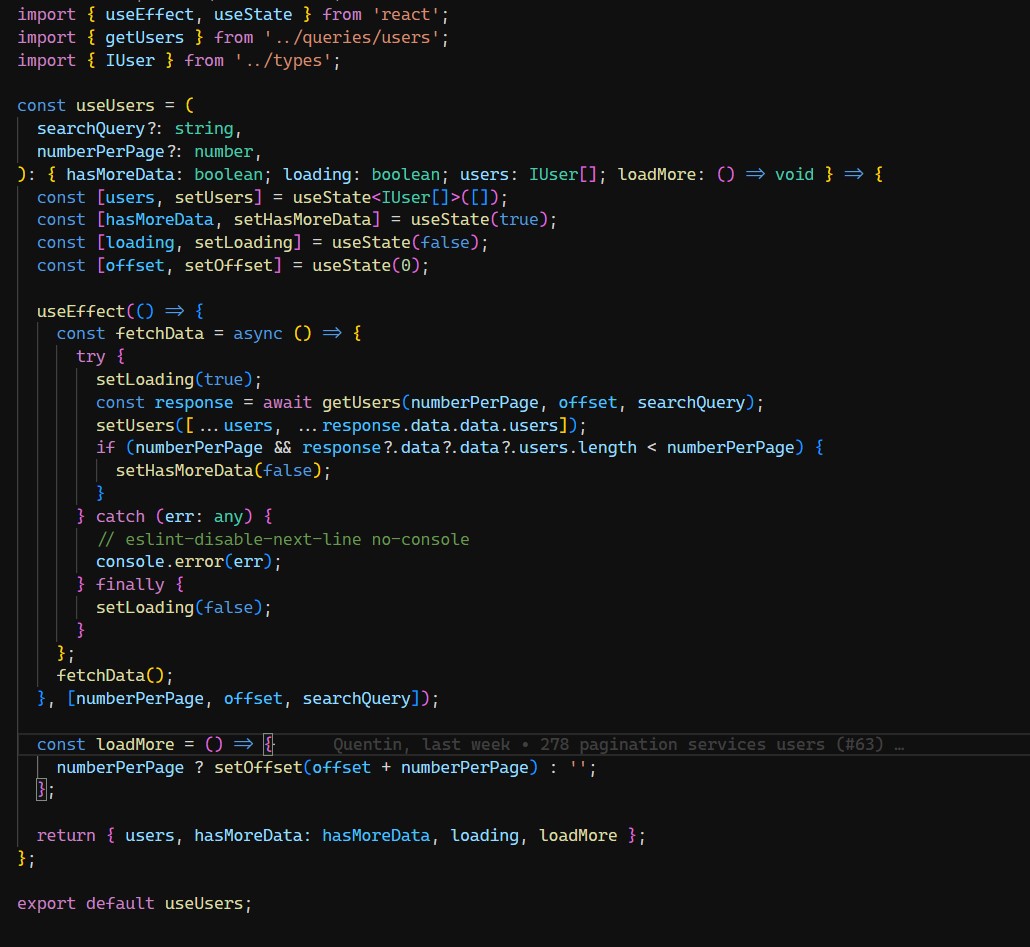 import { useEffect, useState } from 'react';
import { getUsers } from '../queries/users';
import { IUser } from '../types';
const useUsers = (
searchQuery?: string,
numberPerPage?: number,
): { hasMoreData: boolean; loading: boolean; users: IUser[]; loadMore: () => void } => {
const [users, setUsers] = useState<IUser[]>([]);
const [hasMoreData, setHasMoreData] = useState(true);
const [loading, setLoading] = useState(false);
const [offset, setOffset] = useState(0);
useEffect(() => {
const fetchData = async () => {
try {
setLoading(true);
const response = await getUsers(numberPerPage, offset, searchQuery);
setUsers([...users, ...response.data.data.users]);
if (numberPerPage && response?.data?.data?.users.length < numberPerPage) {
setHasMoreData(false);
}
} catch (err: any) {
// eslint-disable-next-line no-console
console.error(err);
} finally {
setLoading(false);
}
};
fetchData();
}, [numberPerPage, offset, searchQuery]);
const loadMore = () => { Quentin, last week • 278 pagination services users (#63) …
numberPerPage ? setOffset(offset + numberPerPage) : '';
};
return { users, hasMoreData: hasMoreData, loading, loadMore };
};
export default useUsers;